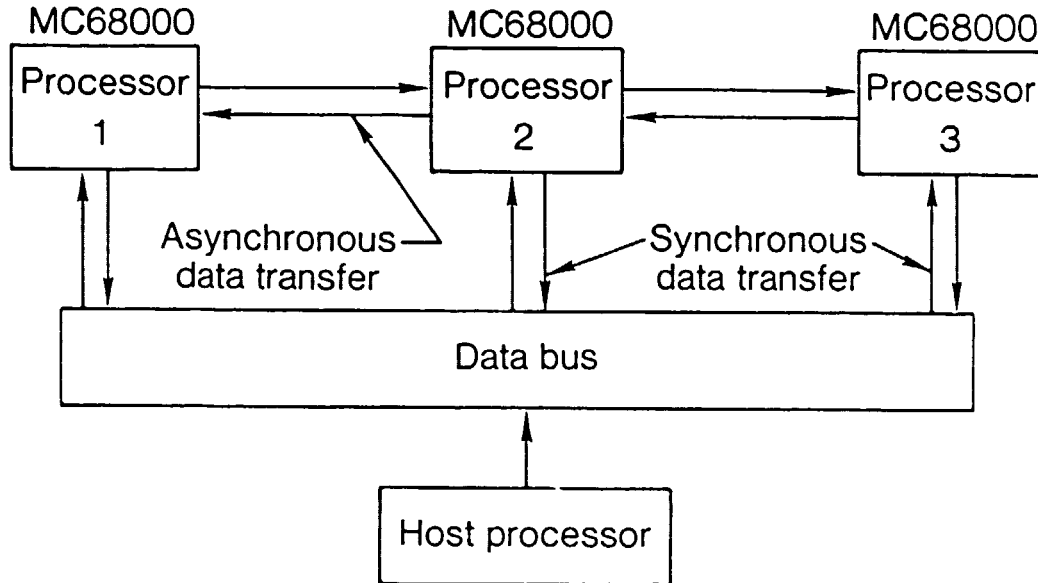 MC68000
MC68000
MC68000
Processor
1
Processor
2
Processor
3
Asynchronous
data transfer
Synchronous
data transfer
Data bus
Host processor